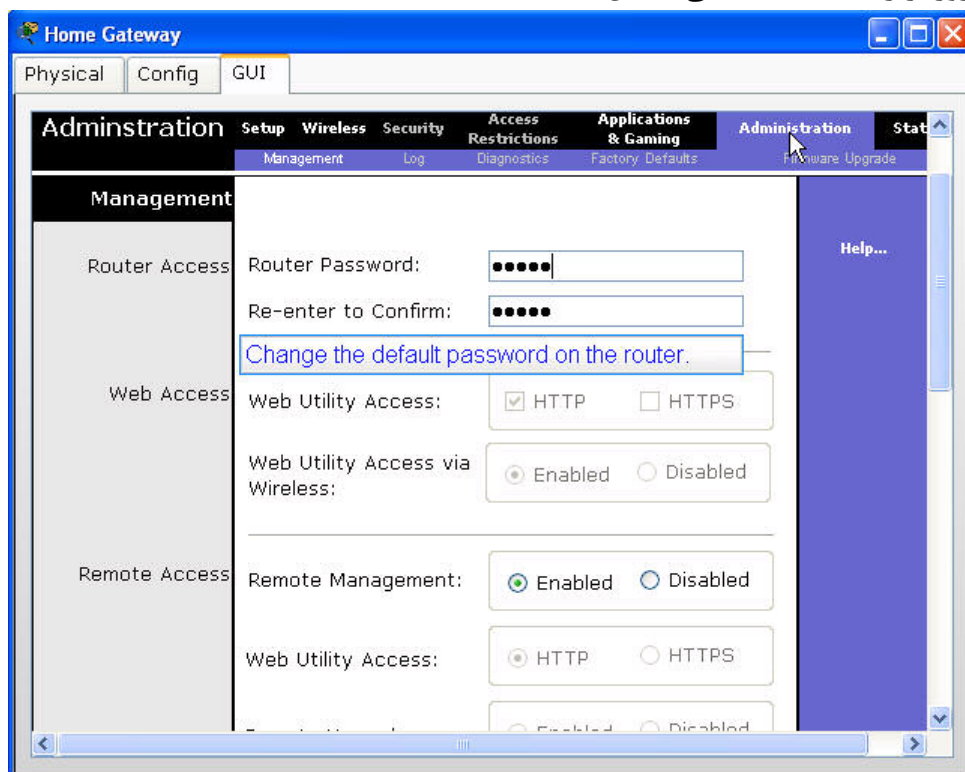 Home Gateway
Physical Config GUI
Adminstration Setup Wireless Security Access Restrictions Applications & Gaming Administration Stat
Management Log Diagnostics Factory Defaults Firmware Upgrade
Management
Help...
Router Access Router Password: •••••
Re-enter to Confirm: •••••
Change the default password on the router.
Web Access Web Utility Access: HTTP HTTPS
Web Utility Access via Wireless: Enabled Disabled
Remote Access Remote Management: Enabled Disabled
Web Utility Access: HTTP HTTPS
Enabled Disabled